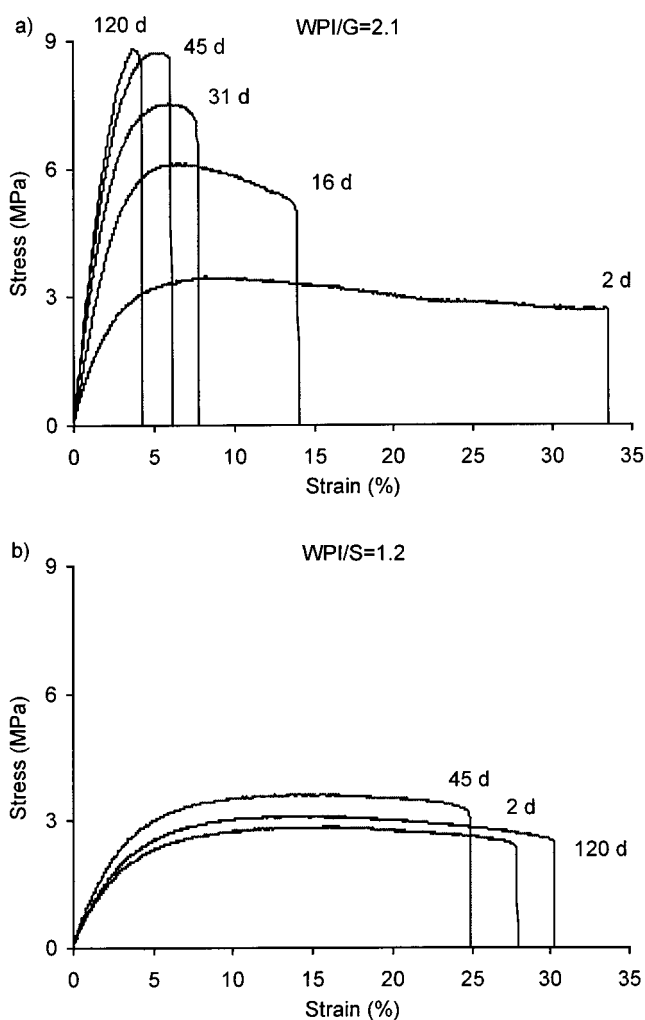 a) WPI/G=2.1
120 d
45 d
31 d
16 d
2 d
9
6
3
0
Stress (MPa)
0 5 10 15 20 25 30 35
Strain (%)
b) WPI/S=1.2
45 d
2 d
120 d
9
6
3
0
Stress (MPa)
0 5 10 15 20 25 30 35
Strain (%)